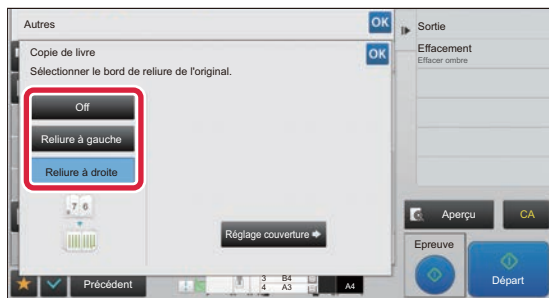 Autres
OK
Copie de livre
OK
Sélectionner le bord de reliure de l'original.
Off
Reliure à gauche
Reliure à droite
7 6
Réglage couverture
Précédent
3 B4
4 A3
A4
Sortie
Effacement
Effacer ombre
Aperçu
CA
Epreuve
Départ